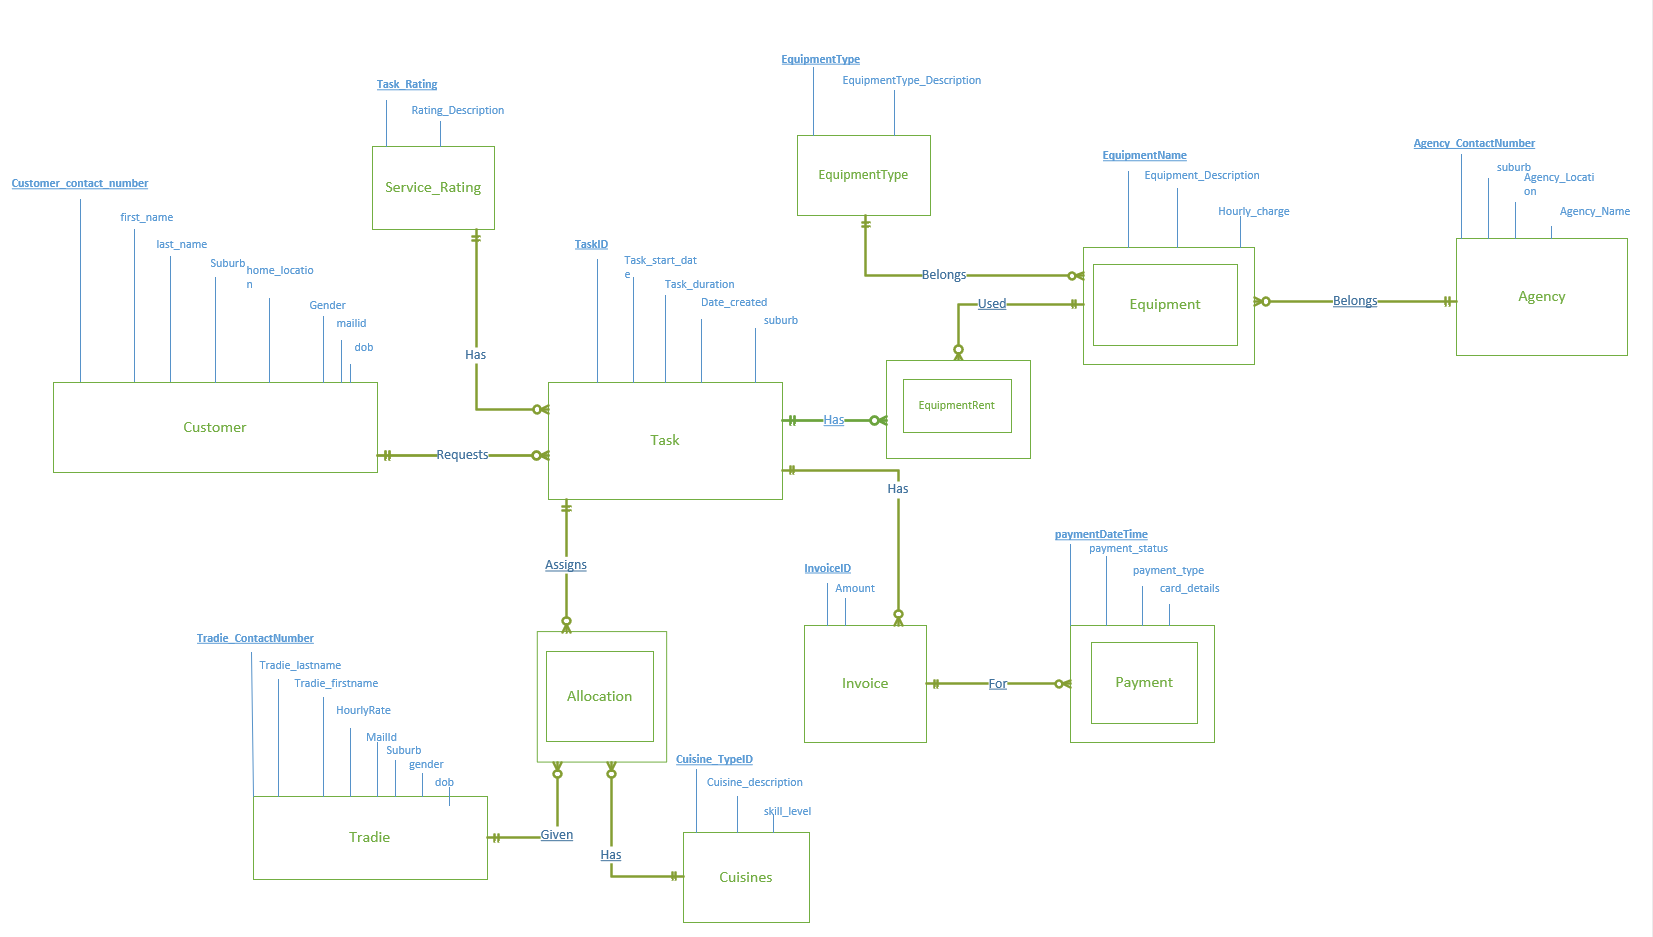 EquipmentType
EquipmentType_Description
Task_Rating
Rating_Description
Service_Rating
EquipmentType
Agency_ContactNumber
suburb
Agency_Locati
on
Agency_Name
EquipmentName
Equipment_Description
Hourly_charge
Customer_contact_number
first_name
last_name
Suburb
home_locatio
n
Gender
mailid
dob
TaskID
Task_start_dat
e
Task_duration
Date_created
suburb
Belongs
Used
Equipment
Belongs
Agency
Has
EquipmentRent
Customer
Requests
Task
Has
Has
Assigns
paymentDateTime
payment_status
payment_type
card_details
InvoiceID
Amount
Tradie_ContactNumber
Tradie_lastname
Tradie_firstname
HourlyRate
MailId
Suburb
gender
dob
Allocation
Invoice
For
Payment
Cuisine_TypeID
Cuisine_description
skill_level
Tradie
Given
Has
Cuisines